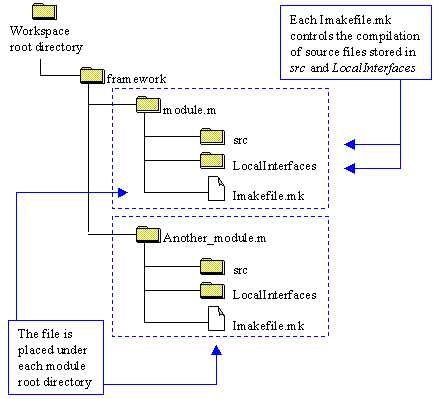 Workspace
root directory
Each Imakefile.mk
controls the compilation
of source files stored in
src and LocalInterfaces
framework
module.m
src
LocalInterfaces
Imakefile.mk
Another_module.m
src
LocalInterfaces
Imakefile.mk
The file is
placed under
each module
root directory